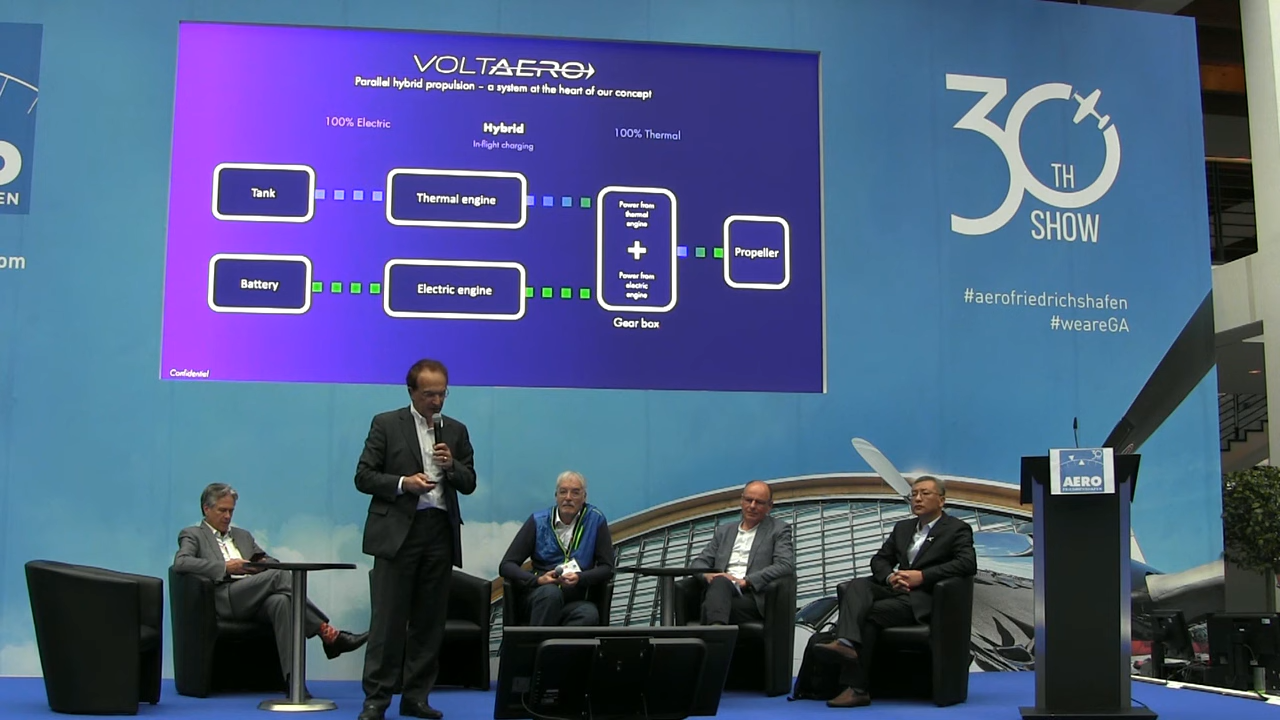 VOLTAERO
Parallel hybrid propulsion – a system at the heart of our concept
100% Electric
Hybrid
In-flight charging
100% Thermal
Tank
Thermal engine
Power from
thermal
engine
+
Power from
electric
engine
Propeller
Battery
Electric engine
Gear box
Confidentiel
30
TH
SHOW
#aerofriedrichshafen
#weareGA
EN
om
30
AERO